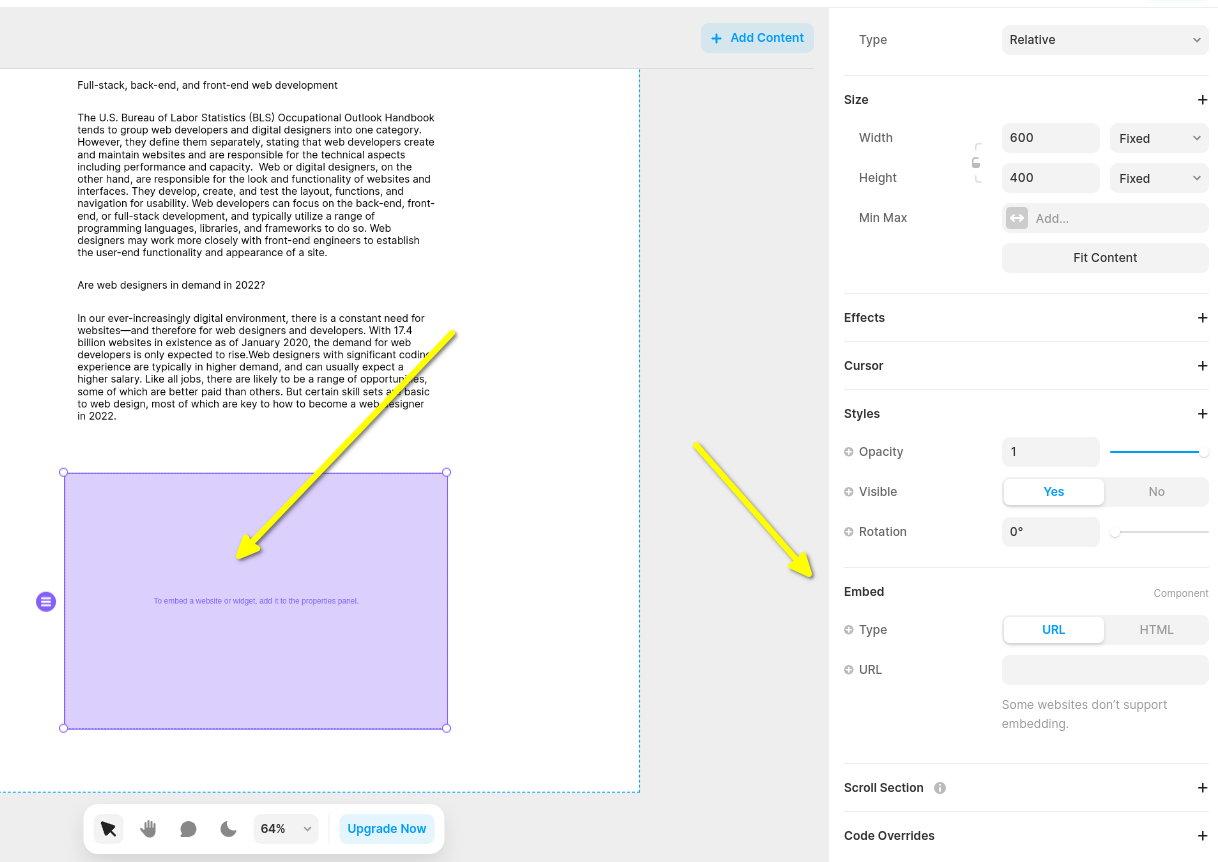 + Add Content
Full-stack, back-end, and front-end web development
The U.S. Bureau of Labor Statistics (BLS) Occupational Outlook Handbook
tends to group web developers and digital designers into one category.
However, they define them separately, stating that web developers create
and maintain websites and are responsible for the technical aspects
including performance and capacity.  Web or digital designers, on the
other hand, are responsible for the look and functionality of websites and
interfaces. They develop, create, and test the layout, functions, and
navigation for usability. Web developers can focus on the back-end, front-
end, or full-stack development, and typically utilize a range of
programming languages, libraries, and frameworks to do so. Web
designers may work more closely with front-end engineers to establish
the user-end functionality and appearance of a site.
Are web designers in demand in 2022?
In our ever-increasingly digital environment, there is a constant need for
websites—and therefore for web designers and developers. With 17.4
billion websites in existence as of January 2020, the demand for web
developers is only expected to rise.Web designers with significant coding
experience are typically in higher demand, and can usually expect a
higher salary. Like all jobs, there are likely to be a range of opportunities,
some of which are better paid than others. But certain skill sets are basic
to web design, most of which are key to how to become a web designer
in 2022.
To embed a website or widget, add it to the properties panel.
64%
Upgrade Now
Type Relative
Size +
Width 600 Fixed
Height 400 Fixed
Min Max Add...
Fit Content
Effects +
Cursor +
Styles +
Opacity 1
Visible Yes No
Rotation 0°
Embed Component
Type URL HTML
URL
Some websites don't support
embedding.
Scroll Section +
Code Overrides +